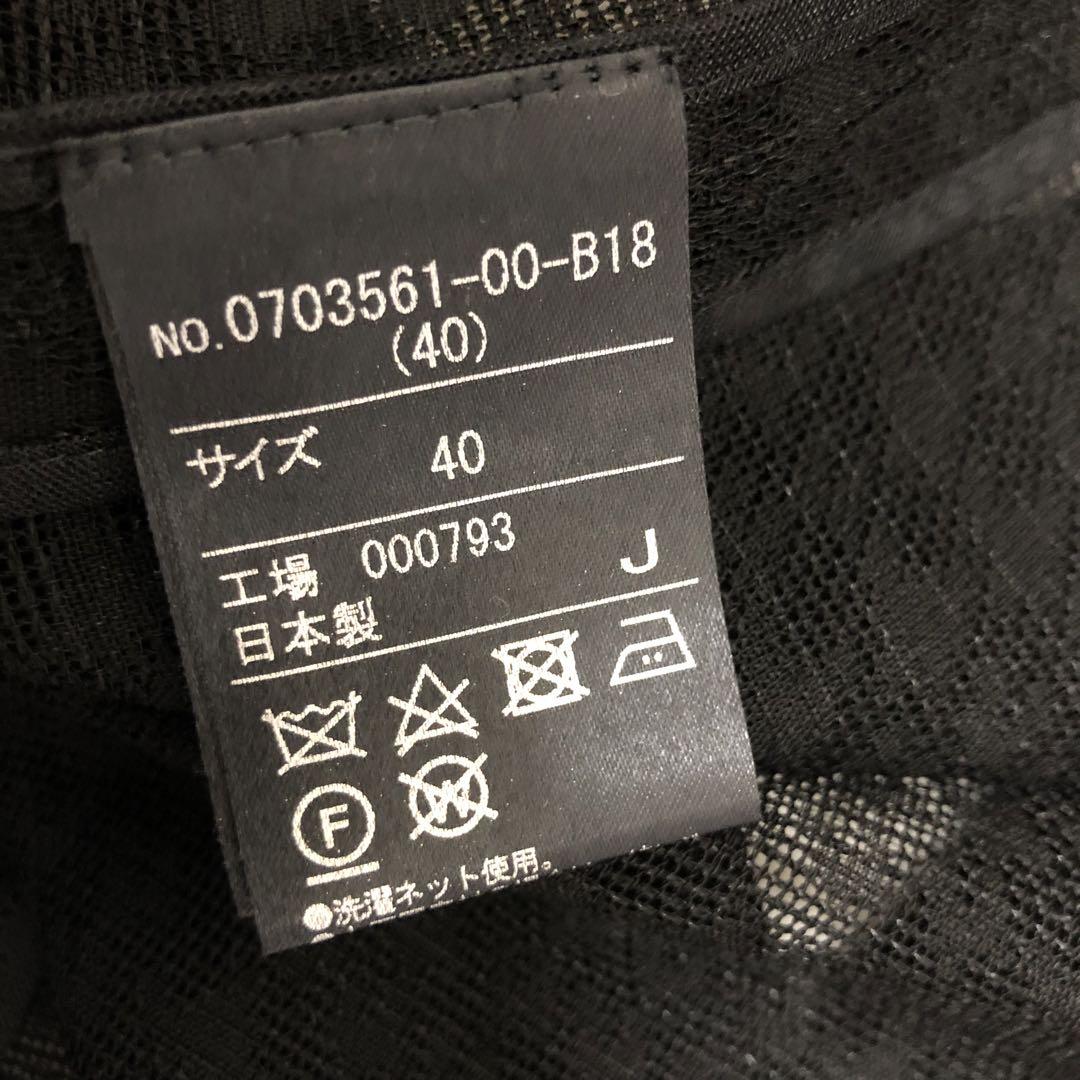 NO.0703561-00-B18
(40)
サイズ 40
工場 000793 J
日本製
F
W
●洗濯ネット使用。